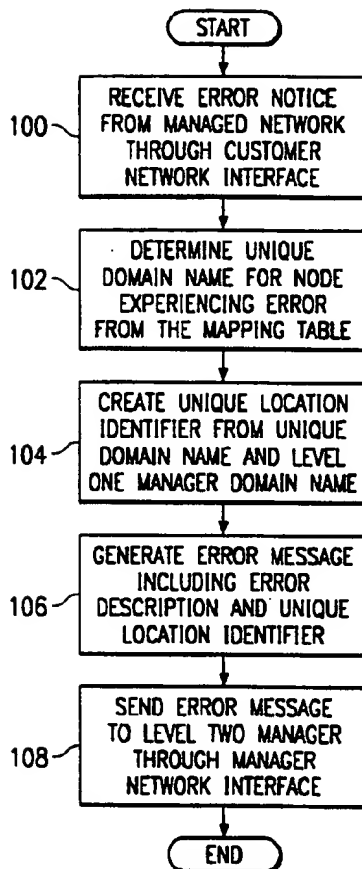 START
100
RECEIVE ERROR NOTICE
FROM MANAGED NETWORK
THROUGH CUSTOMER
NETWORK INTERFACE
102
DETERMINE UNIQUE
DOMAIN NAME FOR NODE
EXPERIENCING ERROR
FROM THE MAPPING TABLE
104
CREATE UNIQUE LOCATION
IDENTIFIER FROM UNIQUE
DOMAIN NAME AND LEVEL
ONE MANAGER DOMAIN NAME
106
GENERATE ERROR MESSAGE
INCLUDING ERROR
DESCRIPTION AND UNIQUE
LOCATION IDENTIFIER
108
SEND ERROR MESSAGE
TO LEVEL TWO MANAGER
THROUGH MANAGER
NETWORK INTERFACE
END